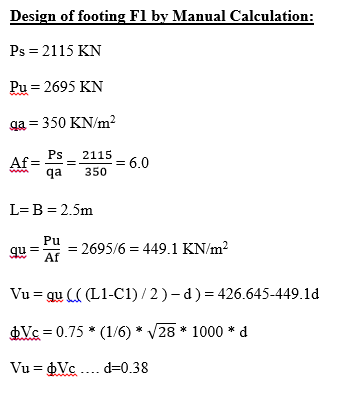 Design of footing F1 by Manual Calculation:
Ps = 2115 KN
Pu = 2695 KN
qa = 350 KN/m²
Af = Ps/qa = 2115/350 = 6.0
L= B = 2.5m
qu = Pu/Af = 2695/6 = 449.1 KN/m²
Vu = qu ( ( (L1-C1) / 2 ) – d ) = 426.645-449.1d
ϕVc = 0.75 * (1/6) * √28 * 1000 * d
Vu = ϕVc .... d=0.38